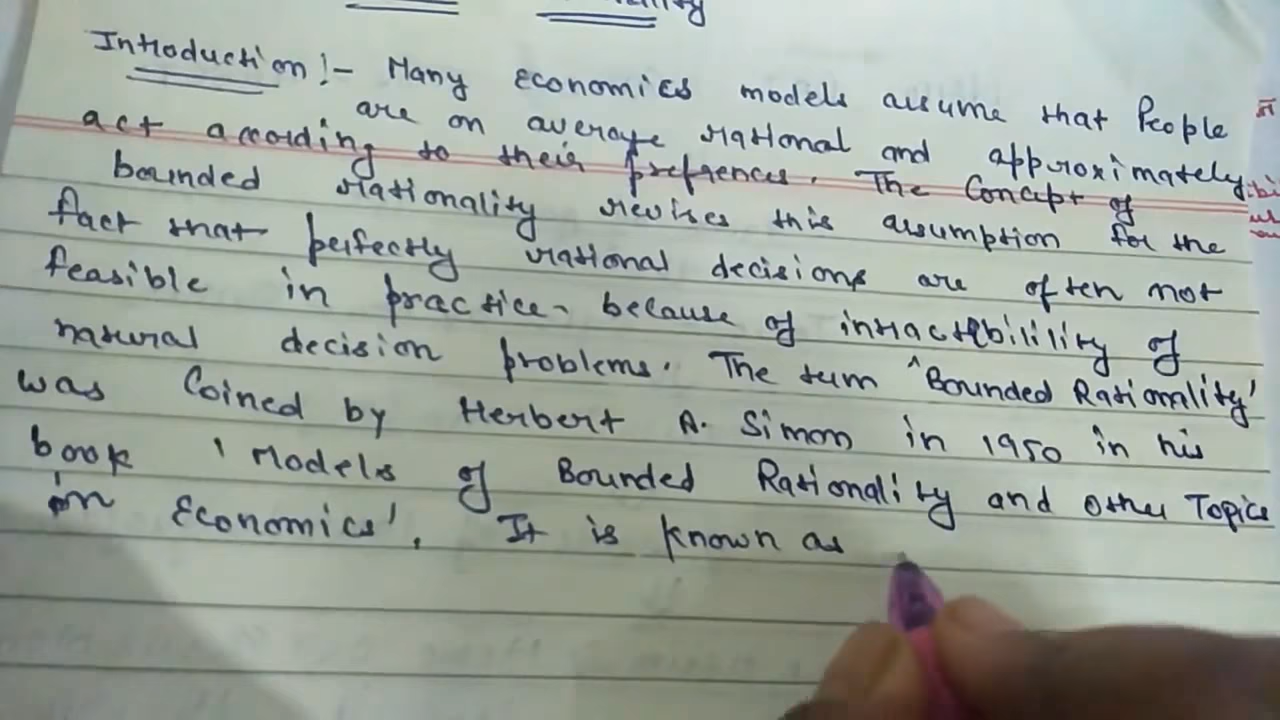 Introduction :- Many Economics models assume that People
are on average rational and approximately
act according to their preferences. The Concept of
bounded rationality revises this assumption for the
fact that perfectly rational decisions are often not
feasible in practice, because of intractibility of
natural decision problems. The term 'Bounded Rationality'
was Coined by Herbert A. Simon in 1950 in his
book 'Models of Bounded Rationality and Other Topics
in Economics'. It is known as